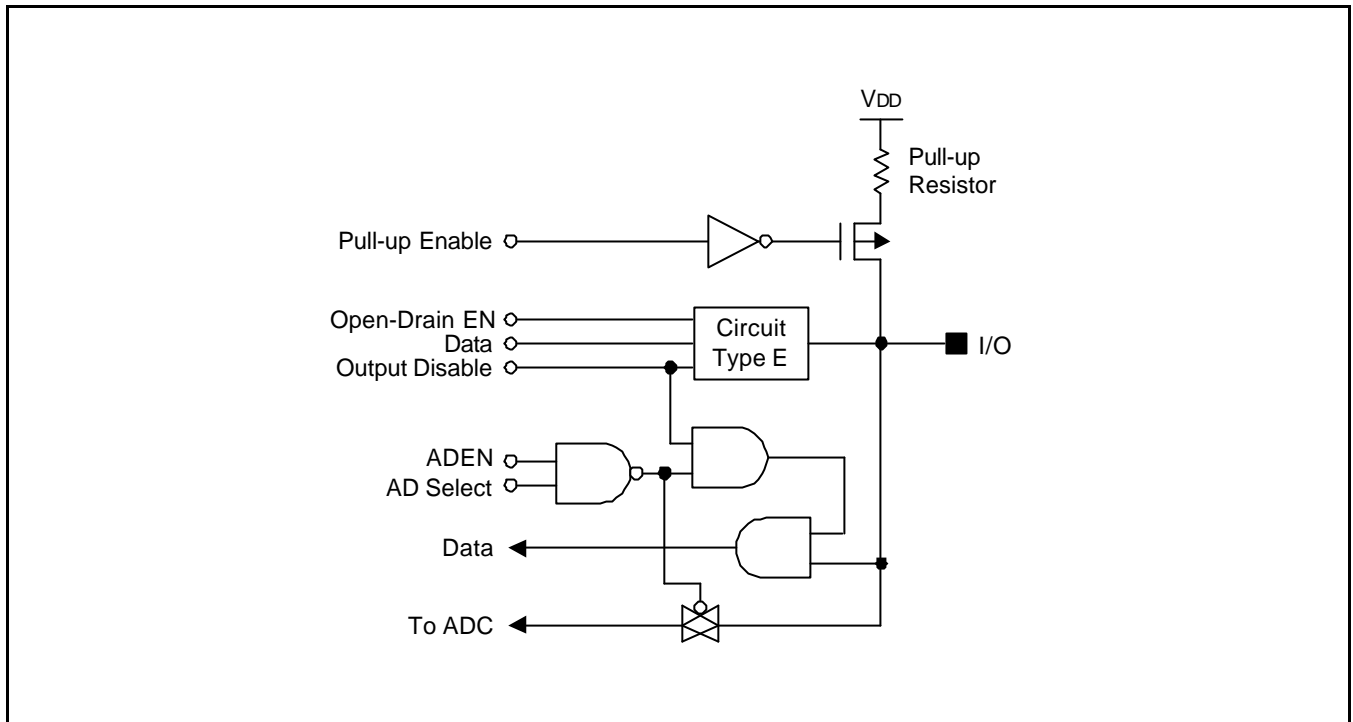 VDD
Pull-up
Resistor
Pull-up Enable
Open-Drain EN
Data
Output Disable
Circuit
Type E
I/O
ADEN
AD Select
Data
To ADC